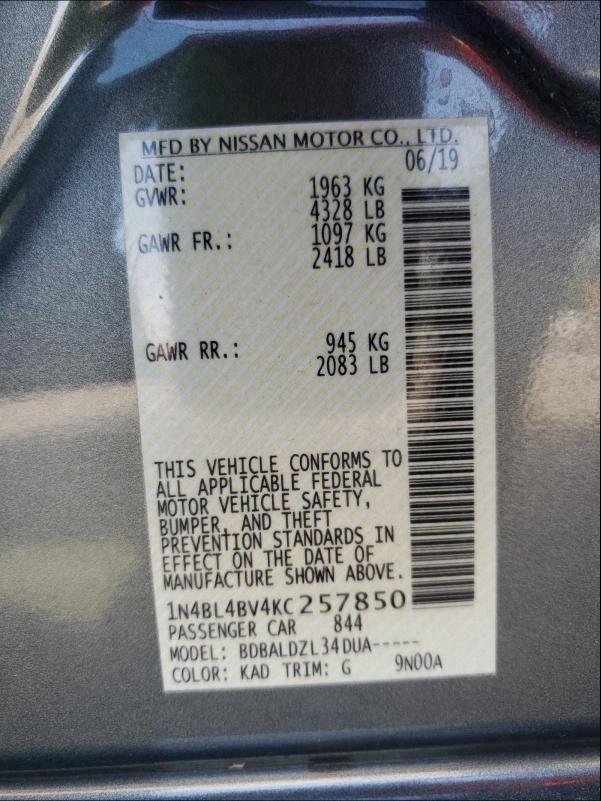 MFD BY NISSAN MOTOR CO., LTD.
DATE: 06/19
GVWR: 1963 KG
4328 LB
GAWR FR.: 1097 KG
2418 LB
GAWR RR.: 945 KG
2083 LB
THIS VEHICLE CONFORMS TO
ALL APPLICABLE FEDERAL
MOTOR VEHICLE SAFETY,
BUMPER, AND THEFT
PREVENTION STANDARDS IN
EFFECT ON THE DATE OF
MANUFACTURE SHOWN ABOVE.
1N4BL4BV4KC257850
PASSENGER CAR 844
MODEL: BDBALDZL34DUA-----
COLOR: KAD TRIM: G 9N00A